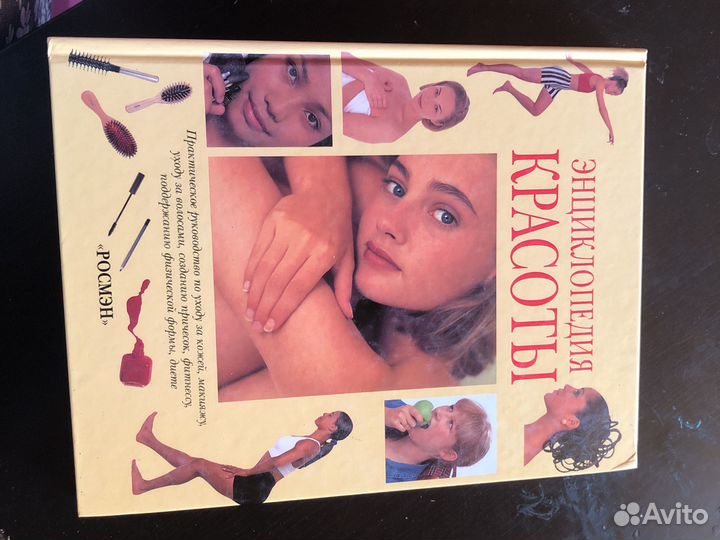 ЭНЦИКЛОПЕДИЯ
КРАСОТЫ
Практическое руководство по уходу за кожей, макияжу,
уходу за волосами, созданию причесок, фитнессу,
поддержанию физической формы, диете
«РОСМЭН»
Avito